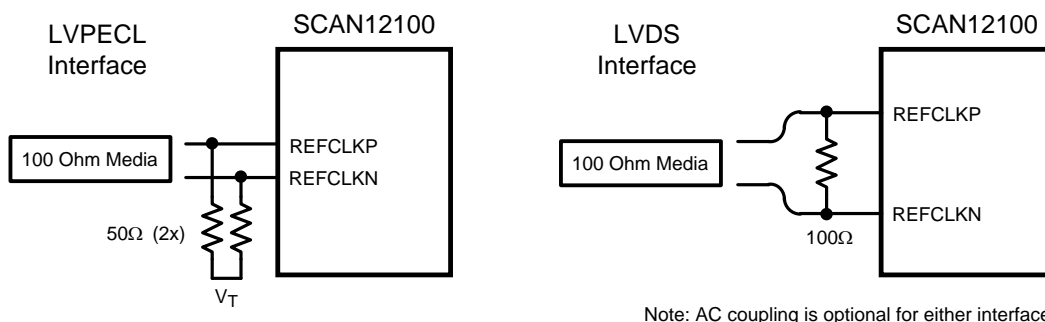 LVPECL
Interface
SCAN12100
100 Ohm Media
REFCLKP
REFCLKN
50Ω (2x)
VT
LVDS
Interface
SCAN12100
100 Ohm Media
REFCLKP
REFCLKN
100Ω
Note: AC coupling is optional for either interface